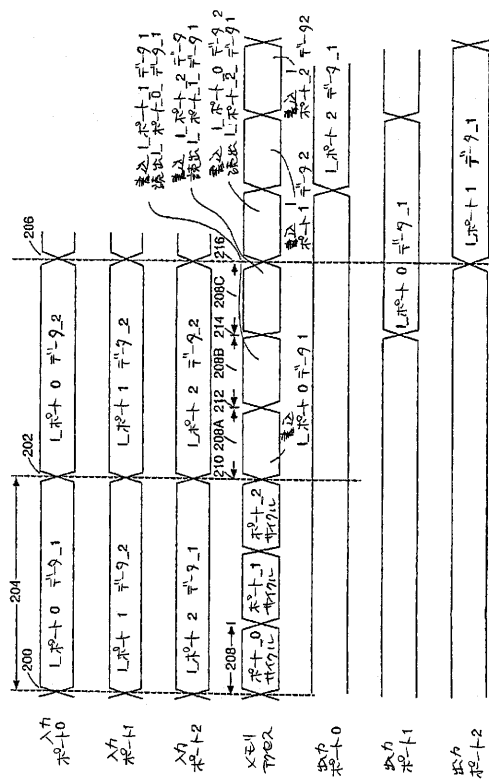 200
204
202
206
入力
ポート0
I_ポート 0 データ_1
I_ポート 0 データ_2
入力
ポート1
I_ポート 1 データ_2
I_ポート 1 データ_2
入力
ポート2
I_ポート 2 データ_1
I_ポート 2 データ_2
208
210
208A
212
208B
214
208C
216
メモリ
アクセス
ポート_0
サイクル
ポート_1
サイクル
ポート_2
サイクル
書込
I_ポート 0 データ1
書込 I_ポート_1 データ_1
読出 I_ポート_0_データ_1
書込 I_ポート_2 データ
読出 I_ポート_1_データ1
書込 I_ポート 0 データ2
読出 I_ポート_2_データ1
書込 I_
ポート1 データ2
書込 I_
ポート_2 データ2
出力
ポート0
I_ポート 2 データ_1
出力
ポート1
I_ポート 0 データ_1
出力
ポート2
I_ポート 1 データ_1